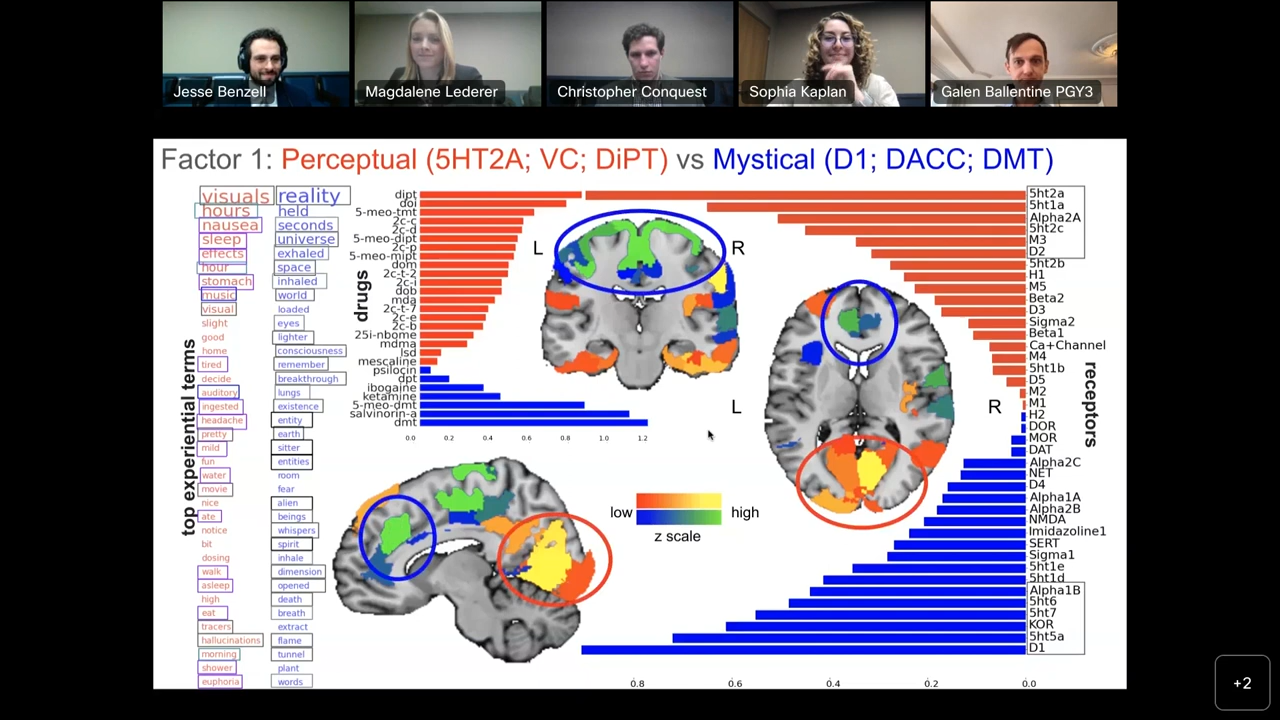 Jesse Benzell
Magdalene Lederer
Christopher Conquest
Sophia Kaplan
Galen Ballentine PGY3
Factor 1: Perceptual (5HT2A; VC; DiPT) vs Mystical (D1; DACC; DMT)
top experiential terms
visuals
hours
nausea
sleep
effects
hour
stomach
music
visual
slight
good
home
tired
decide
auditory
ingested
headache
pretty
mild
fun
water
movie
nice
ate
notice
bit
dosing
walk
asleep
high
eat
tracers
hallucinations
morning
shower
euphoria
reality
held
seconds
universe
exhaled
space
inhaled
world
loaded
eyes
lighter
consciousness
remember
breakthrough
lungs
existence
entity
earth
sitter
entities
room
fear
alien
beings
whispers
spirit
inhale
dimension
opened
death
breath
extract
flame
tunnel
plant
words
drugs
dipt
doi
5-meo-tmt
2c-c
2c-d
5-meo-dipt
2c-p
5-meo-mipt
dom
2c-t-2
2c-i
dob
mda
2c-t-7
2c-e
2c-b
25i-nbome
mdma
lsd
mescaline
psilocin
dpt
ibogaine
ketamine
5-meo-dmt
salvinorin-a
dmt
0.0 0.2 0.4 0.6 0.8 1.0 1.2
L R
L R
low high
z scale
5ht2a
5ht1a
Alpha2A
5ht2c
M3
D2
5ht2b
H1
M5
Beta2
D3
Sigma2
Beta1
Ca+Channel
M4
5ht1b
D5
M2
M1
H2
DOR
MOR
DAT
Alpha2C
NET
D4
Alpha1A
Alpha2B
NMDA
Imidazoline1
SERT
Sigma1
5ht1e
5ht1d
Alpha1B
5ht6
5ht7
KOR
5ht5a
D1
receptors
0.8 0.6 0.4 0.2 0.0
+2